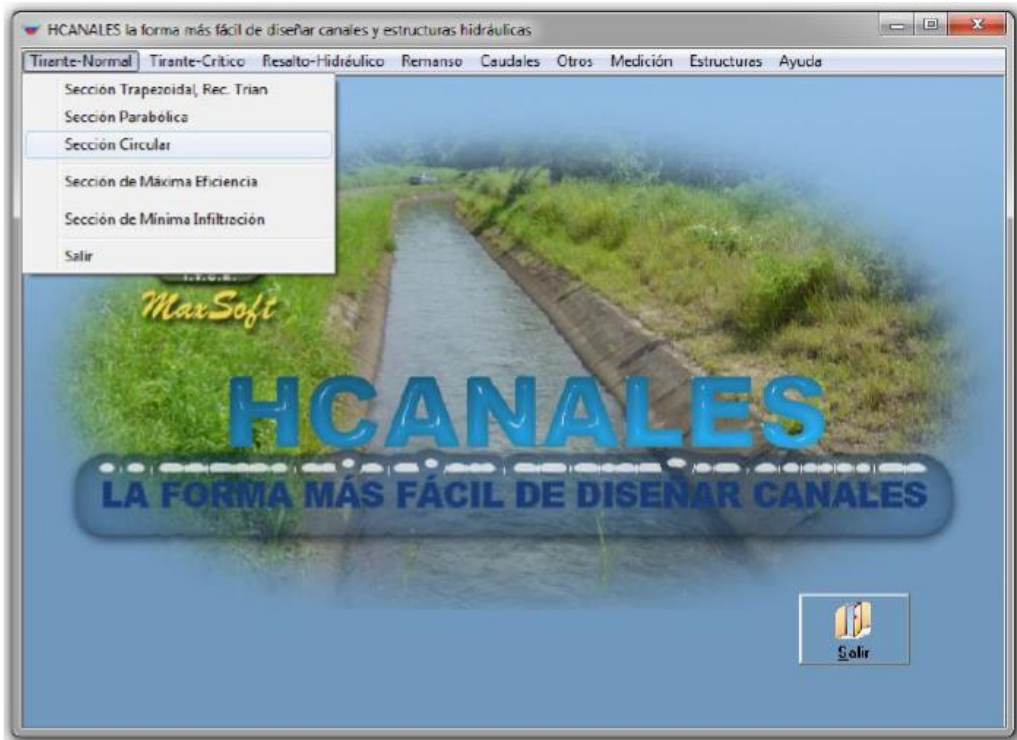 HCANALES la forma más fácil de diseñar canales y estructuras hidráulicas
Tirante-Normal Tirante-Crítico Resalto-Hidráulico Remanso Caudales Otros Medición Estructuras Ayuda
Sección Trapezoidal, Rec. Trian
Sección Parabólica
Sección Circular
Sección de Máxima Eficiencia
Sección de Mínima Infiltración
Salir
MaxSoft
HCANALES
LA FORMA MÁS FÁCIL DE DISEÑAR CANALES
Salir